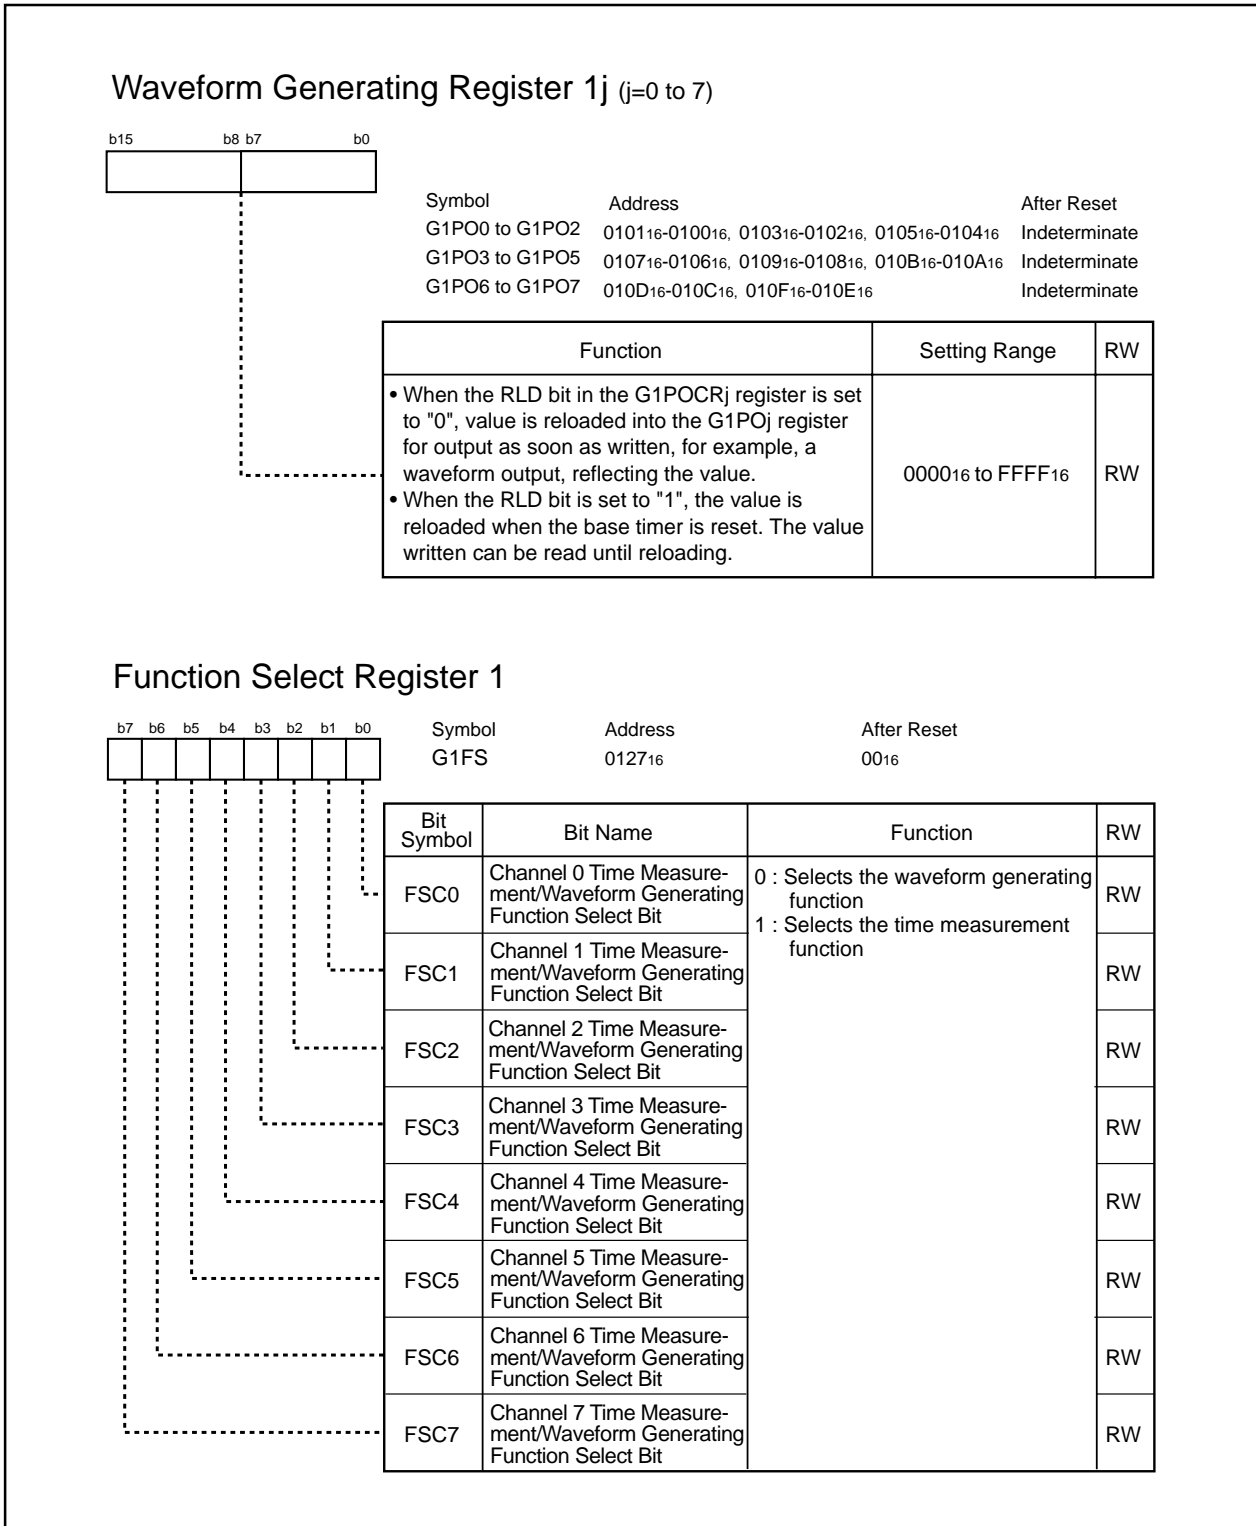 Waveform Generating Register 1j (j=0 to 7)
b15 b8 b7 b0
Symbol Address After Reset
G1PO0 to G1PO2 010116-010016, 010316-010216, 010516-010416 Indeterminate
G1PO3 to G1PO5 010716-010616, 010916-010816, 010B16-010A16 Indeterminate
G1PO6 to G1PO7 010D16-010C16, 010F16-010E16 Indeterminate
Function Setting Range RW
• When the RLD bit in the G1POCRj register is set
to "0", value is reloaded into the G1POj register
for output as soon as written, for example, a
waveform output, reflecting the value.
• When the RLD bit is set to "1", the value is
reloaded when the base timer is reset. The value
written can be read until reloading.
000016 to FFFF16 RW
Function Select Register 1
b7 b6 b5 b4 b3 b2 b1 b0
Symbol Address After Reset
G1FS 012716 0016
Bit
Symbol
Bit Name Function RW
FSC0
Channel 0 Time Measure-
ment/Waveform Generating
Function Select Bit
0 : Selects the waveform generating
function
1 : Selects the time measurement
function
RW
FSC1
Channel 1 Time Measure-
ment/Waveform Generating
Function Select Bit
RW
FSC2
Channel 2 Time Measure-
ment/Waveform Generating
Function Select Bit
RW
FSC3
Channel 3 Time Measure-
ment/Waveform Generating
Function Select Bit
RW
FSC4
Channel 4 Time Measure-
ment/Waveform Generating
Function Select Bit
RW
FSC5
Channel 5 Time Measure-
ment/Waveform Generating
Function Select Bit
RW
FSC6
Channel 6 Time Measure-
ment/Waveform Generating
Function Select Bit
RW
FSC7
Channel 7 Time Measure-
ment/Waveform Generating
Function Select Bit
RW